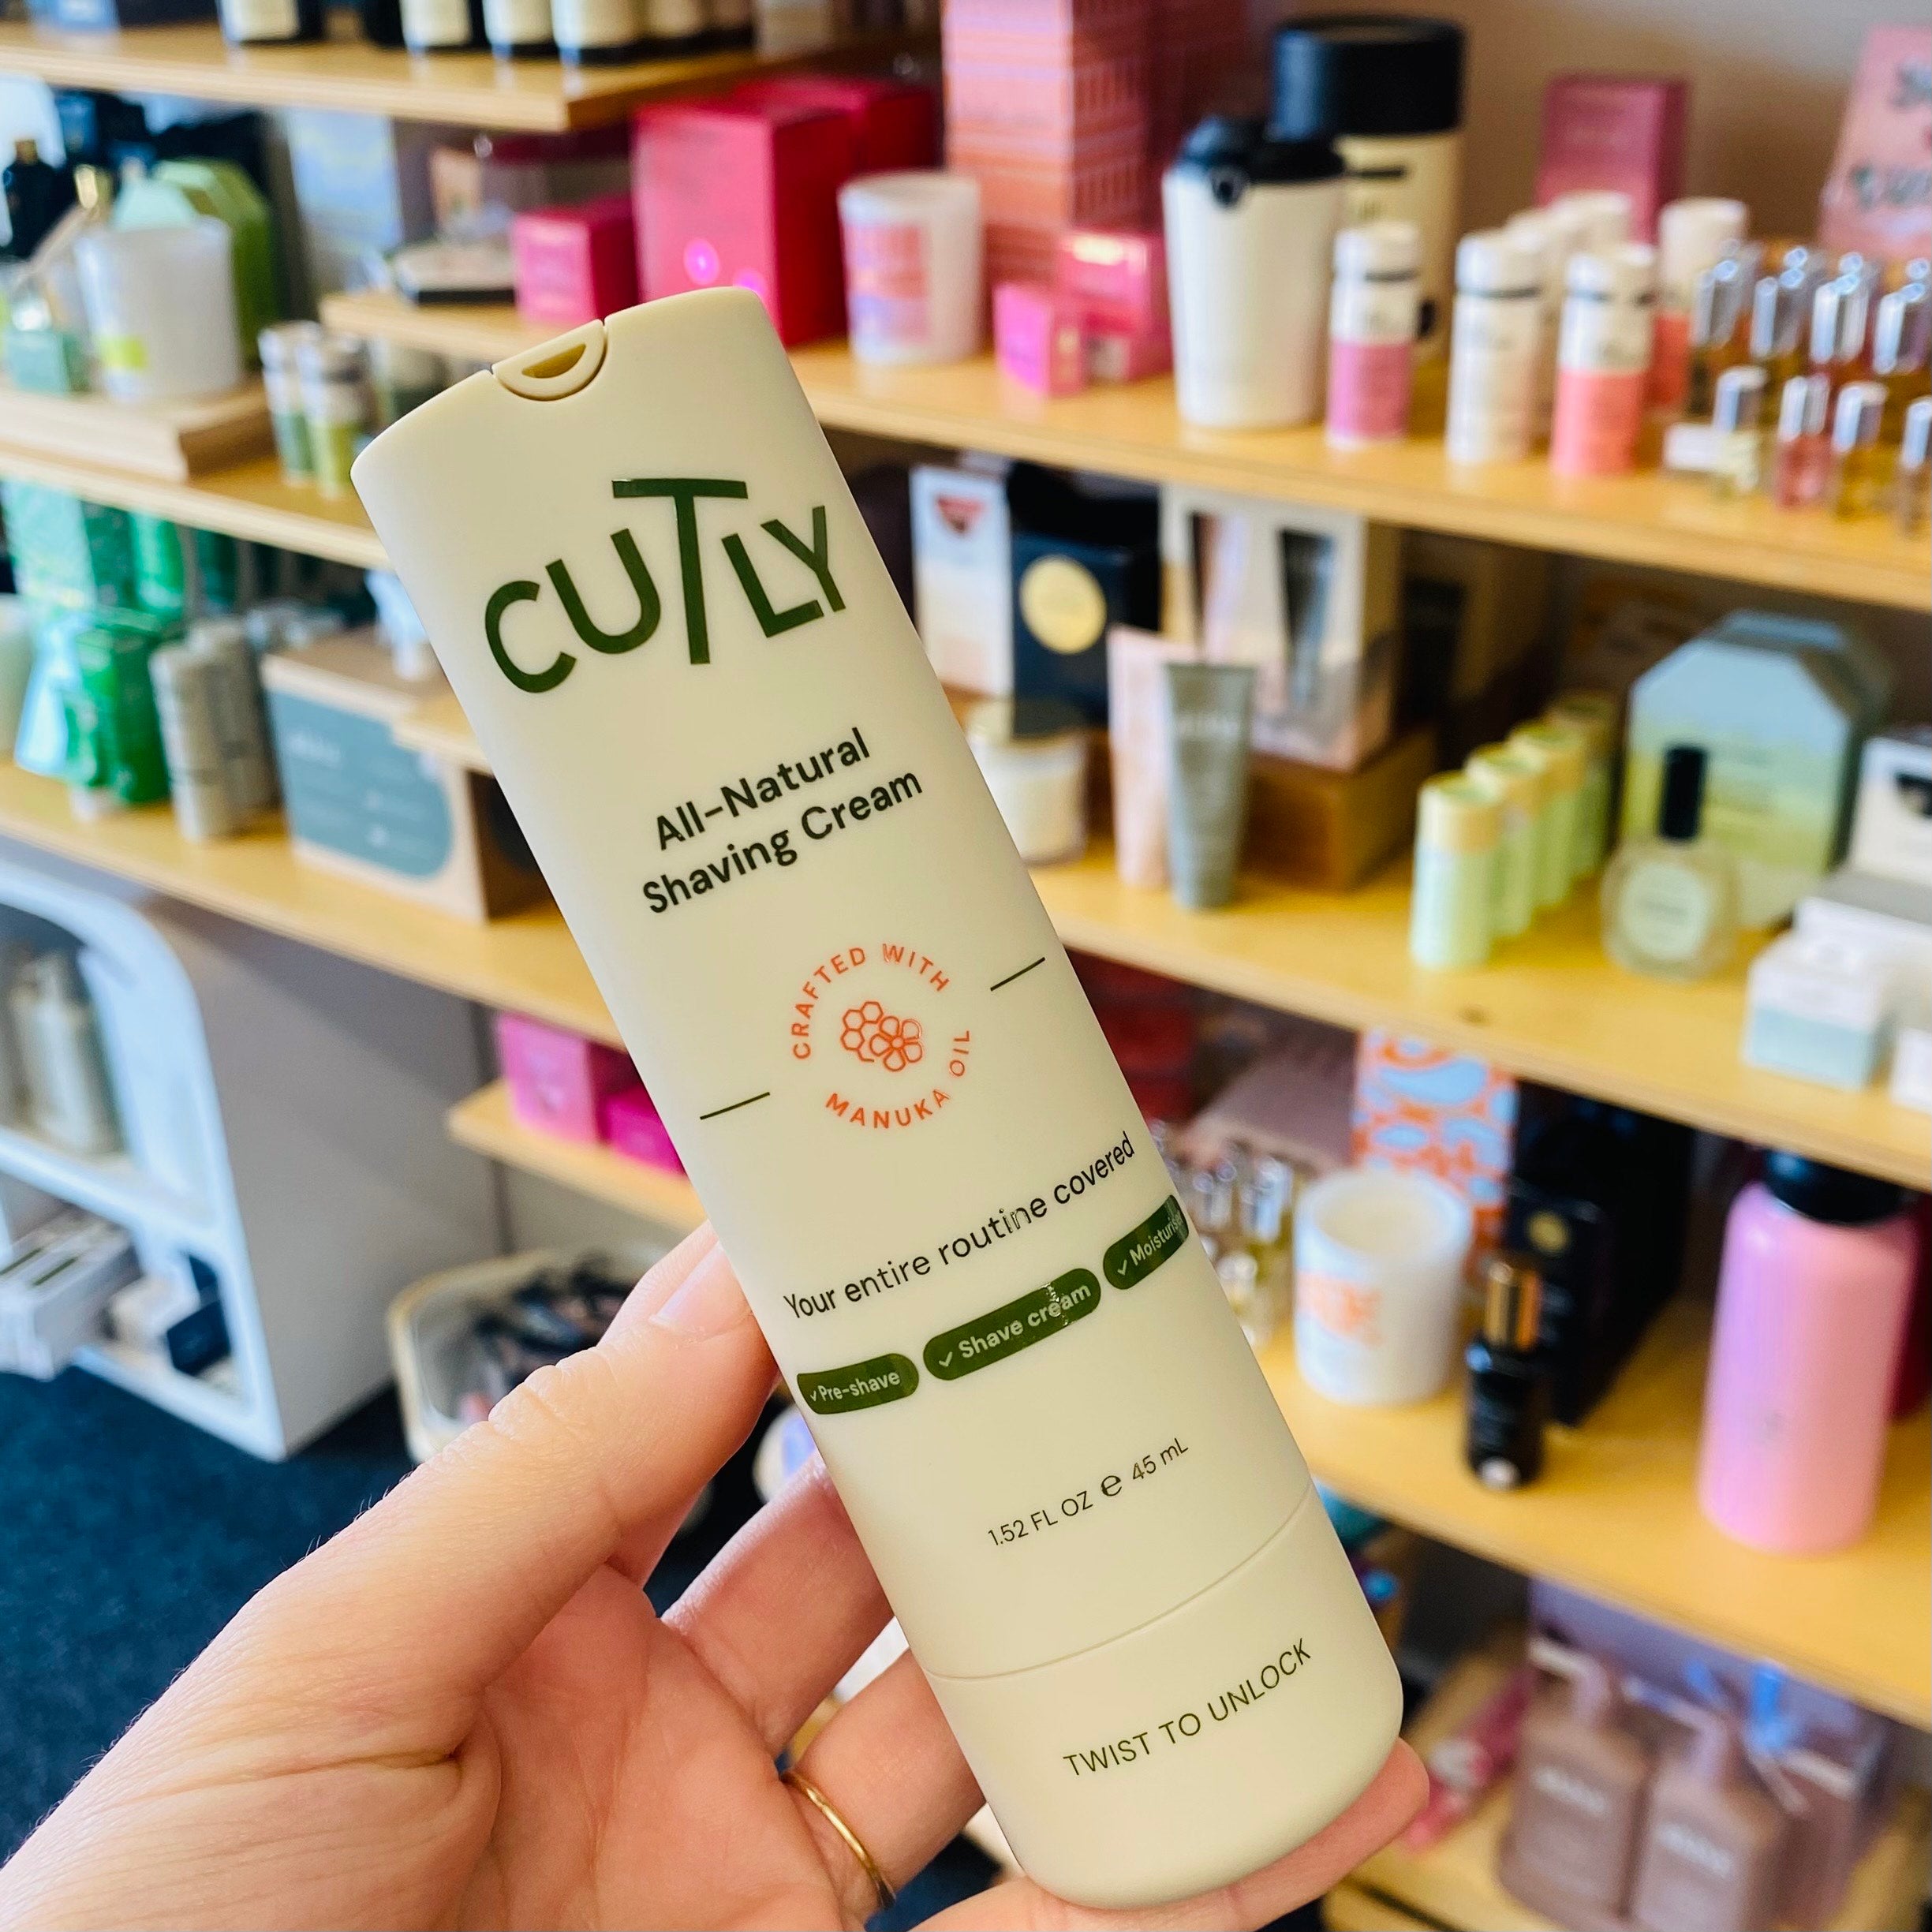 CUTLY
All-Natural
Shaving Cream
CRAFTED WITH
MANUKA OIL
Your entire routine covered
✓ Pre-shave ✓ Shave cream ✓
1.52 FL OZ ℮ 45 mL
TWIST TO UNLOCK